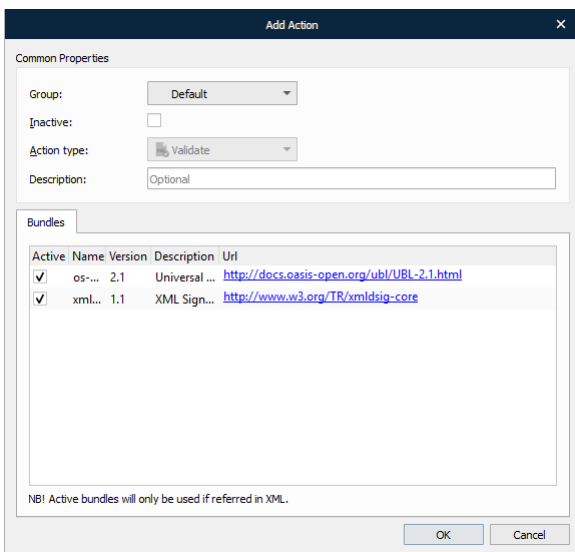 Add Action
Common Properties
Group: Default
Inactive:
Action type: Validate
Description: Optional
Bundles
Active Name Version Description Url
os-... 2.1 Universal ... http://docs.oasis-open.org/ubl/UBL-2.1.html
xml... 1.1 XML Sign... http://www.w3.org/TR/xmldsig-core
NB! Active bundles will only be used if referred in XML.
OK Cancel